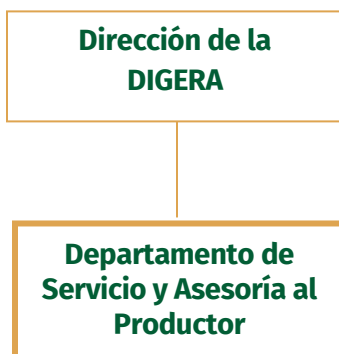 Dirección de la
DIGERA
Departamento de
Servicio y Asesoría al
Productor